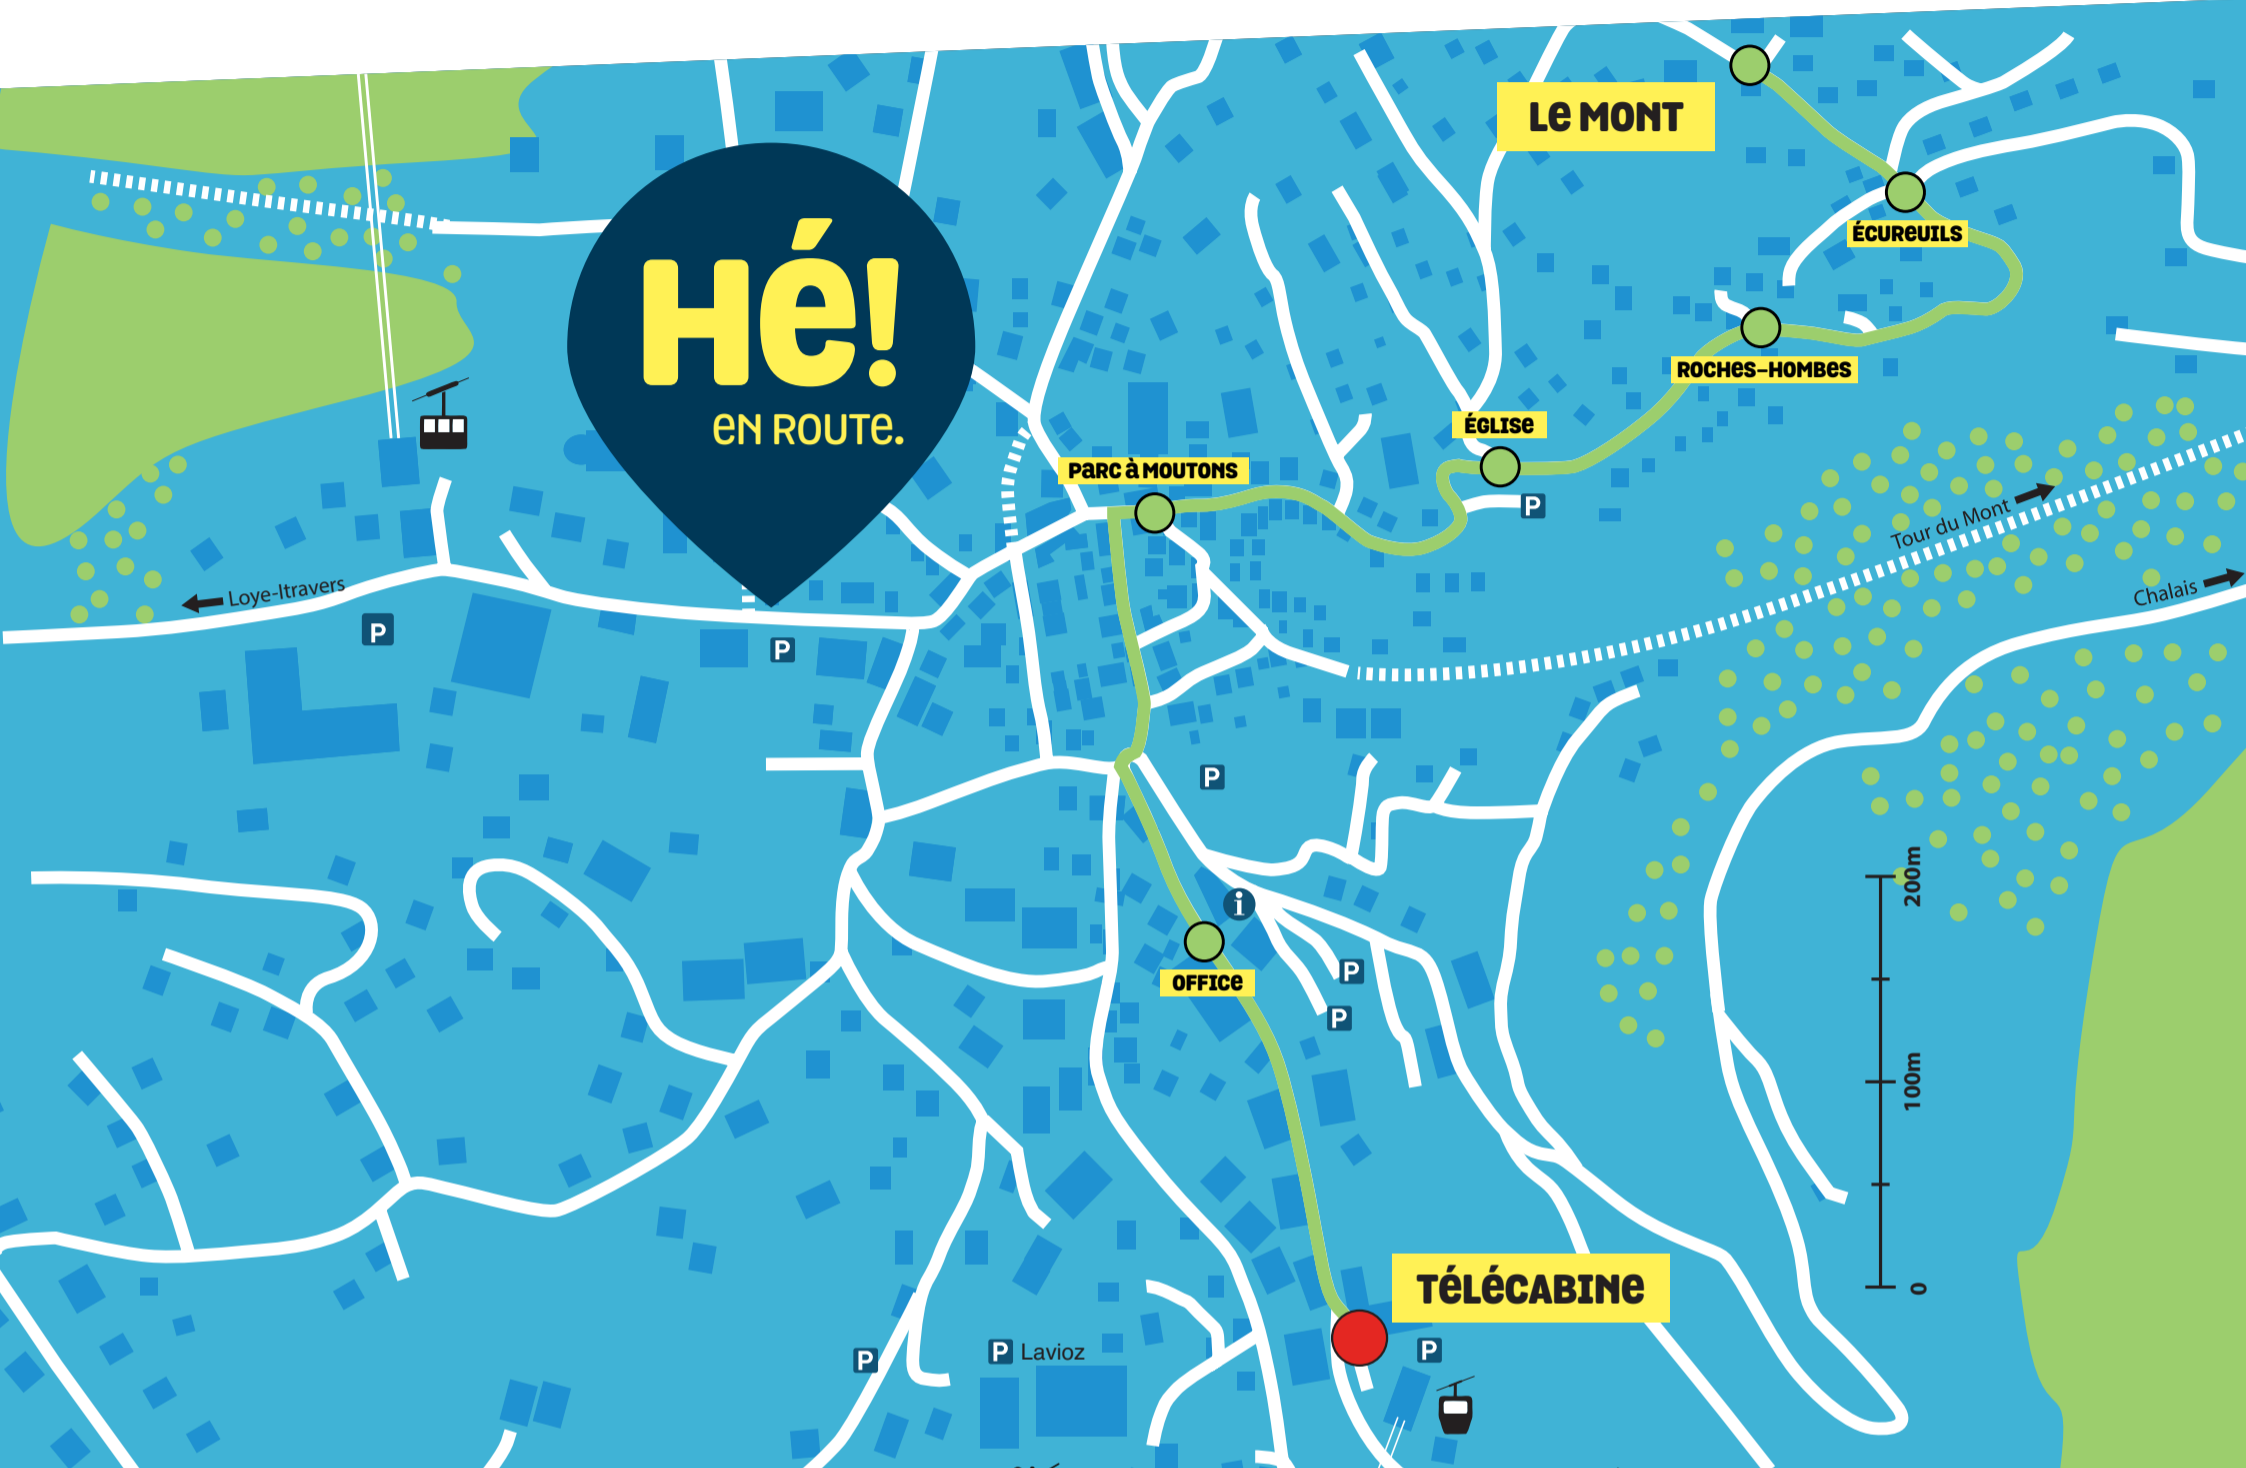 Le MONT
ÉCUReUILS
Hé!
eN ROUTe.
ROCHeS-HOMBeS
ÉGLISe
PaRC à MOUTONS
P
Tour du Mont
Chalais
Loye-Itravers
P
P
P
200m
i
OFFICe
P
P
100m
TÉLÉCABINe
0
P
P Lavioz
P